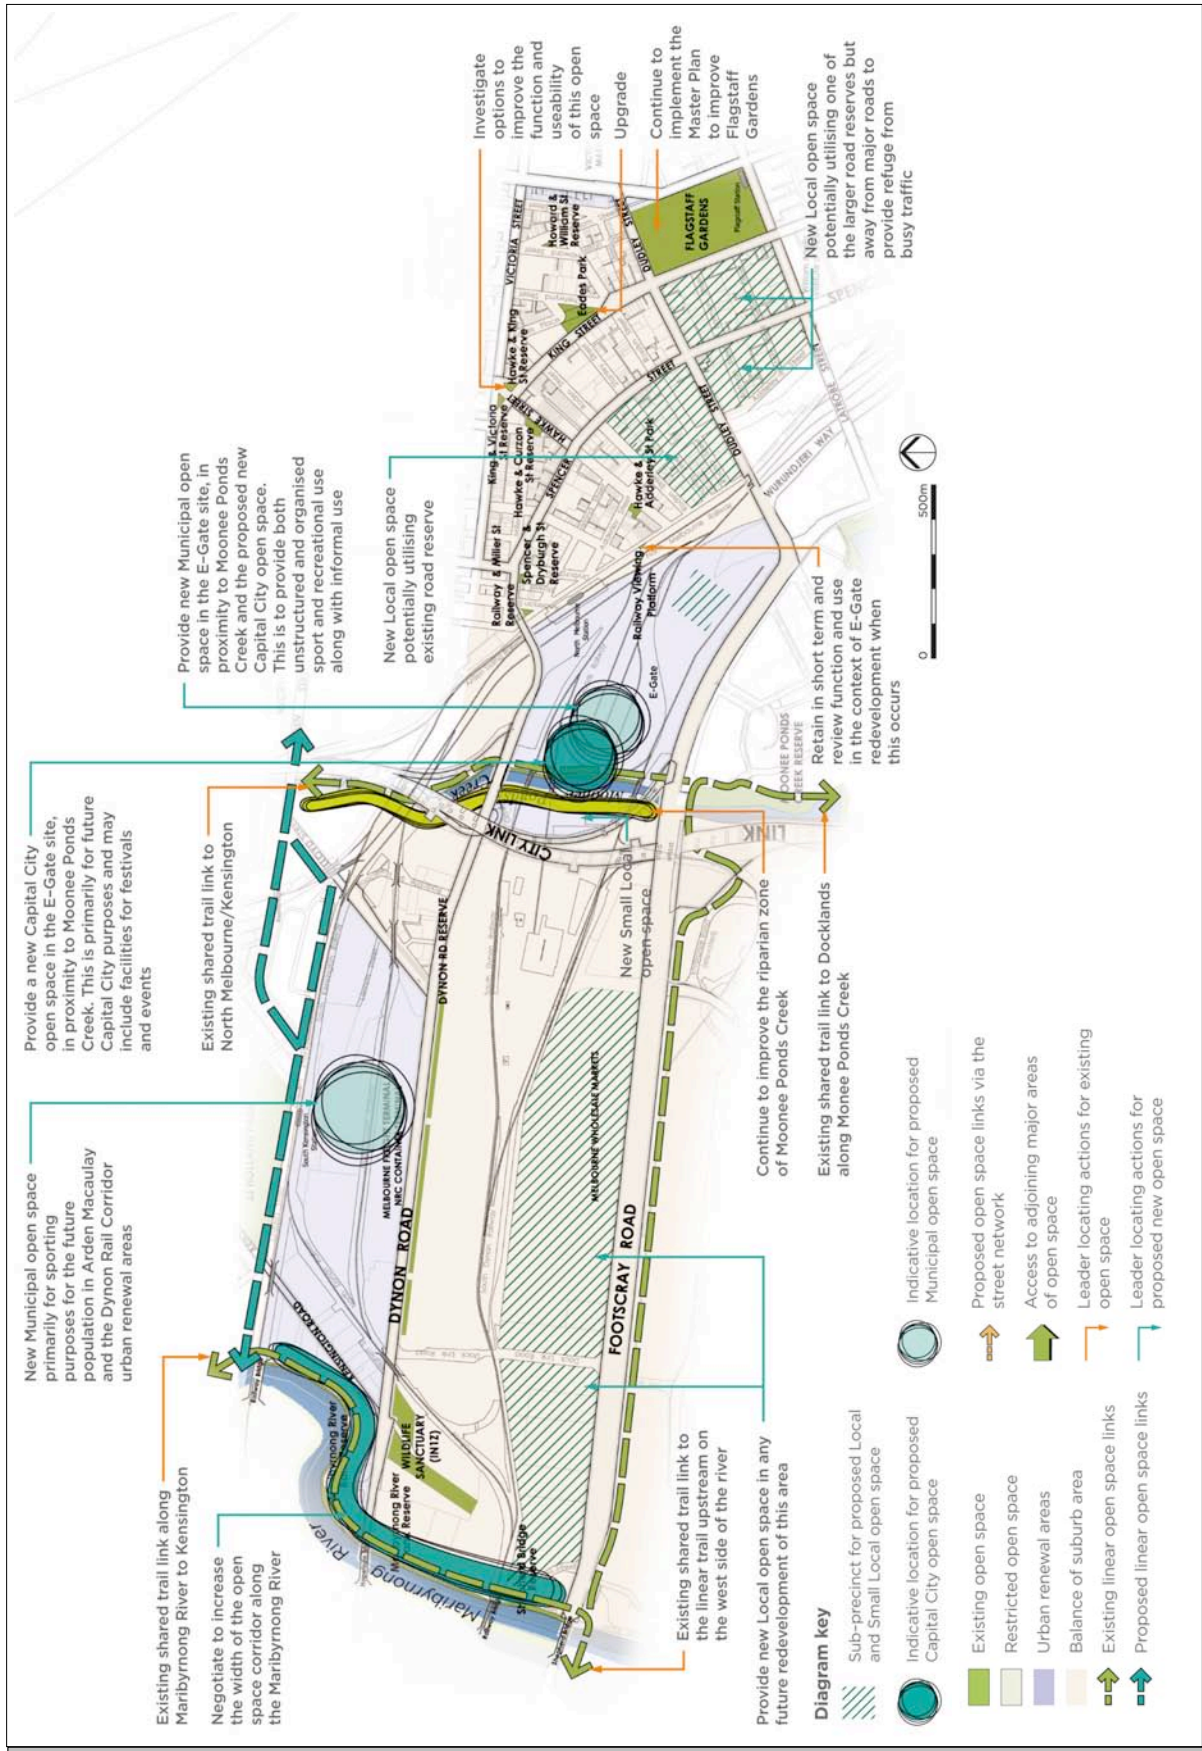 New Municipal open space
primarily for sporting
purposes for the future
population in Arden Macaulay
and the Dynon Rail Corridor
urban renewal areas
Provide a new Capital City
open space in the E-Gate site,
in proximity to Moonee Ponds
Creek. This is primarily for future
Capital City purposes and may
include facilities for festivals
and events
Provide new Municipal open
space in the E-Gate site, in
proximity to Moonee Ponds
Creek and the proposed new
Capital City open space.
This is to provide both
unstructured and organised
sport and recreational use
along with informal use
Existing shared trail link along
Maribyrnong River to Kensington
Negotiate to increase
the width of the open
space corridor along
the Maribyrnong River
Existing shared trail link to
North Melbourne/Kensington
New Local open space
potentially utilising
existing road reserve
Investigate
options to
improve the
function and
useability
of this open
space
Upgrade
Continue to
implement the
Master Plan
to improve
Flagstaff
Gardens
New Local open space
potentially utilising one of
the larger road reserves but
away from major roads to
provide refuge from
busy traffic
VICTORIA STREET
Howard &
William St
Reserve
Eades Park
Hawke & King
St Reserve
KING STREET
King & Victoria
St Reserve
HAWKE STREET
Hawke & Curzon
St Reserve
SPENCER
STREET
Railway & Miller St
Reserve
Spencer &
Dryburgh St
Reserve
Hawke &
Adderley St Park
DUDLEY STREET
DUDLEY STREET
FLAGSTAFF
GARDENS
Flagstaff Station
SPENCER
LATROBE STREET
WURUNDJERI WAY
North Melbourne
Station
Railway Viewing
Platform
E-Gate
Creek
CITY LINK
LINK
MOONEE PONDS
CREEK RESERVE
New Small Local
open space
South Kensington
Station
DYNON RD RESERVE
DYNON ROAD
KENSINGTON ROAD
WILDLIFE
SANCTUARY
(IN1Z)
Maribyrnong River
MELBOURNE WHOLESALE MARKETS
FOOTSCRAY ROAD
Dock Link Road
Existing shared trail link to
the linear trail upstream on
the west side of the river
Provide new Local open space in any
future redevelopment of this area
Continue to improve the riparian zone
of Moonee Ponds Creek
Existing shared trail link to Docklands
along Monee Ponds Creek
Retain in short term and
review function and use
in the context of E-Gate
redevelopment when
this occurs
0 500m
Diagram key
Sub-precinct for proposed Local
and Small Local open space
Indicative location for proposed
Capital City open space
Existing open space
Restricted open space
Urban renewal areas
Balance of suburb area
Existing linear open space links
Proposed linear open space links
Indicative location for proposed
Municipal open space
Proposed open space links via the
street network
Access to adjoining major areas
of open space
Leader locating actions for existing
open space
Leader locating actions for
proposed new open space